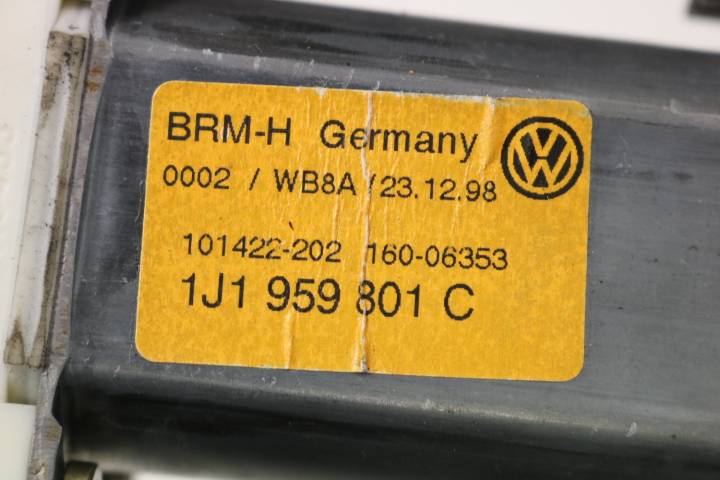 BRM-H Germany
0002 / WB8A / 23.12.98
101422-202 160-06353
1J1 959 801 C